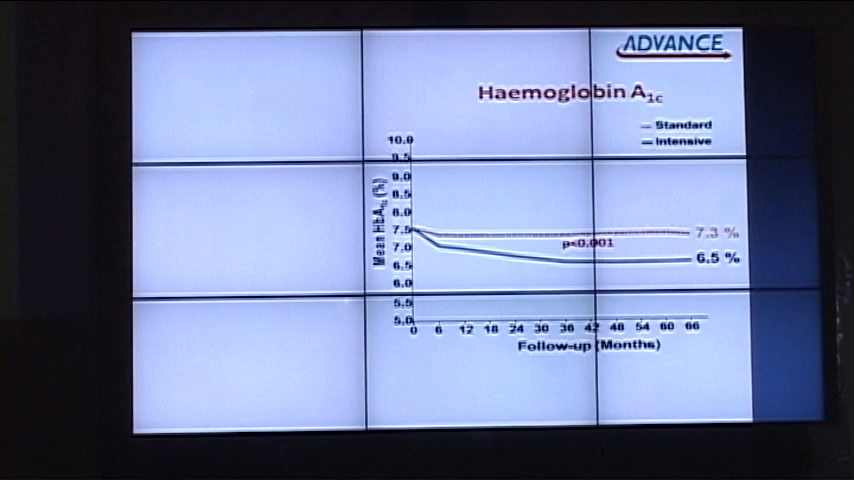 ADVANCE
Haemoglobin A1c
Standard
Intensive
Mean HbA1c (%)
10.0
9.5
9.0
8.5
8.0
7.5
7.0
6.5
6.0
5.5
5.0
7.3 %
p<0.001
6.5 %
0 6 12 18 24 30 36 42 48 54 60 66
Follow-up (Months)